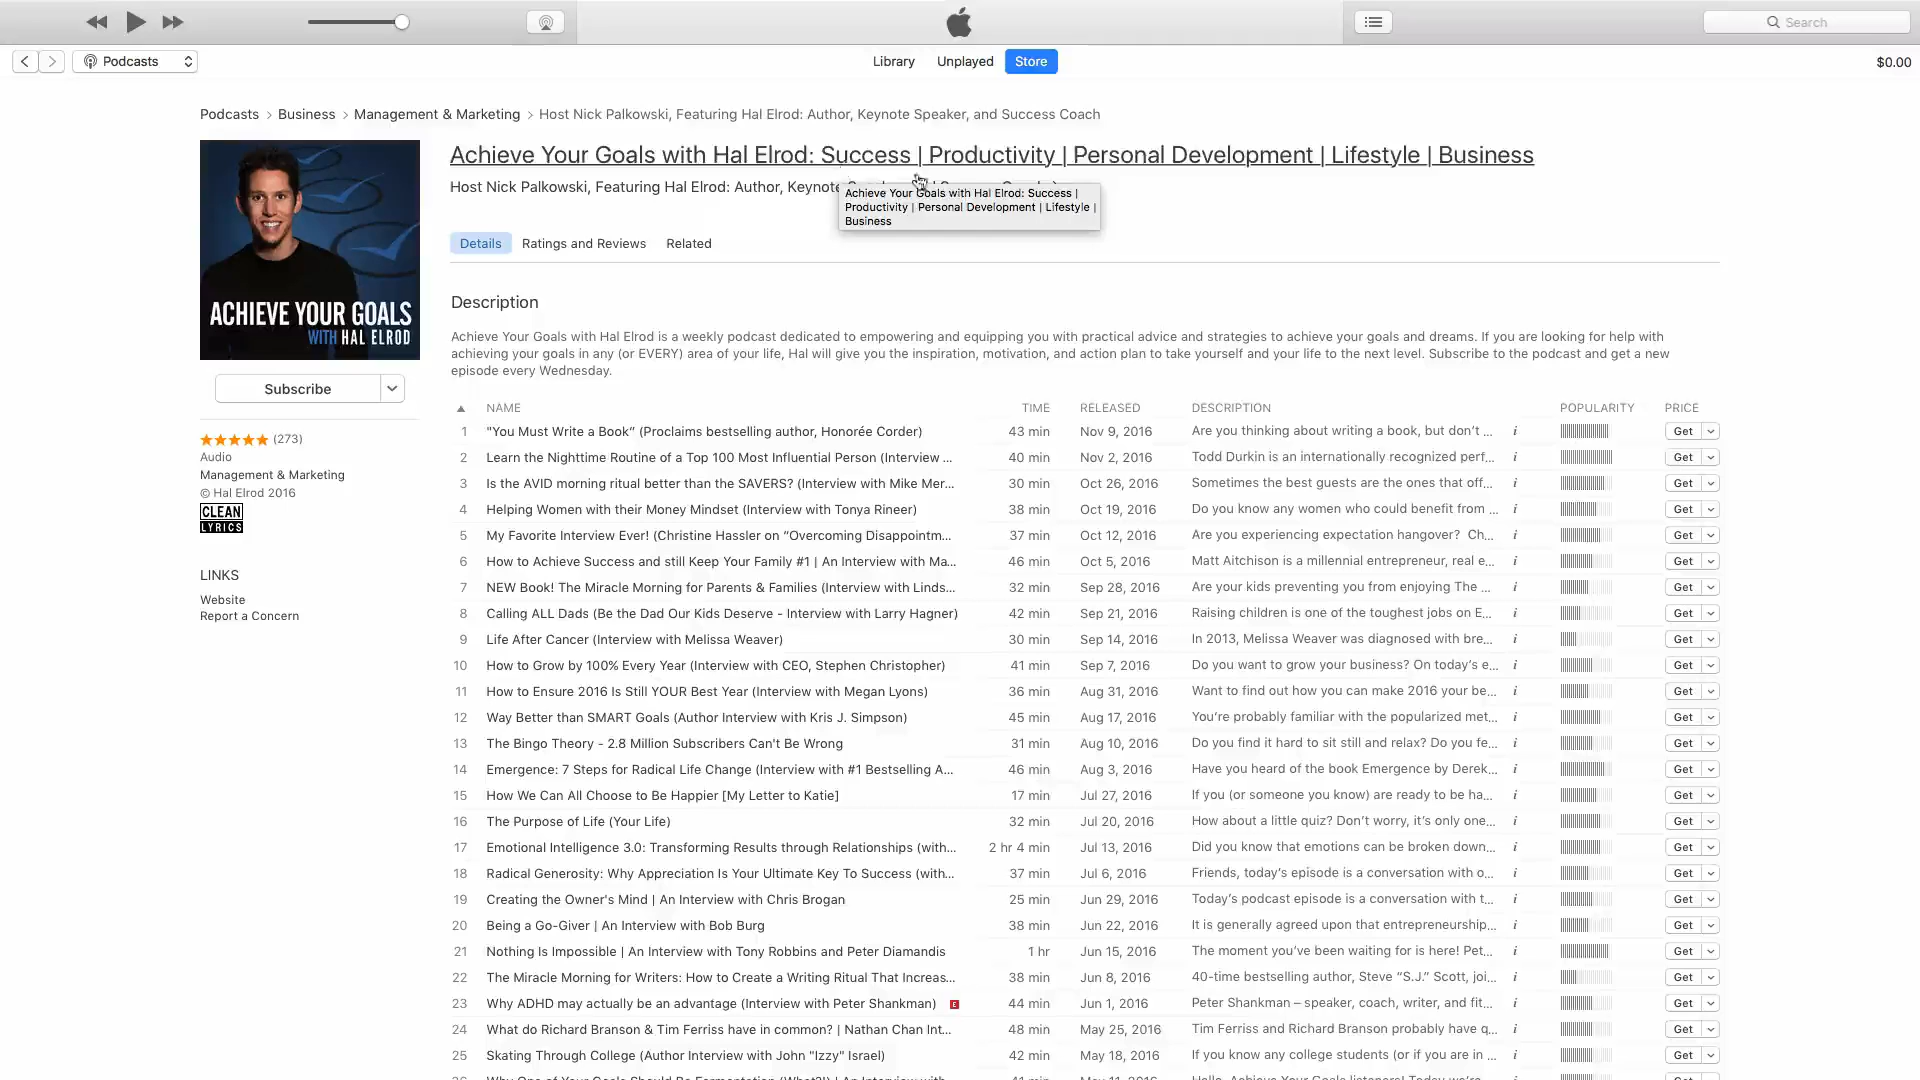 Search
Podcasts
Library
Unplayed
Store
$0.00
Podcasts > Business > Management & Marketing > Host Nick Palkowski, Featuring Hal Elrod: Author, Keynote Speaker, and Success Coach
Achieve Your Goals with Hal Elrod: Success | Productivity | Personal Development | Lifestyle | Business
Host Nick Palkowski, Featuring Hal Elrod: Author, Keynote
Achieve Your Goals with Hal Elrod: Success |
Productivity | Personal Development | Lifestyle |
Business
Details
Ratings and Reviews
Related
ACHIEVE YOUR GOALS
WITH HAL ELROD
Subscribe
(273)
Audio
Management & Marketing
© Hal Elrod 2016
CLEAN
LYRICS
LINKS
Website
Report a Concern
Description
Achieve Your Goals with Hal Elrod is a weekly podcast dedicated to empowering and equipping you with practical advice and strategies to achieve your goals and dreams. If you are looking for help with
achieving your goals in any (or EVERY) area of your life, Hal will give you the inspiration, motivation, and action plan to take yourself and your life to the next level. Subscribe to the podcast and get a new
episode every Wednesday.
NAME TIME RELEASED DESCRIPTION POPULARITY PRICE
1 "You Must Write a Book” (Proclaims bestselling author, Honorée Corder) 43 min Nov 9, 2016 Are you thinking about writing a book, but don’t ... i Get
2 Learn the Nighttime Routine of a Top 100 Most Influential Person (Interview ... 40 min Nov 2, 2016 Todd Durkin is an internationally recognized perf... i Get
3 Is the AVID morning ritual better than the SAVERS? (Interview with Mike Mer... 30 min Oct 26, 2016 Sometimes the best guests are the ones that off... i Get
4 Helping Women with their Money Mindset (Interview with Tonya Rineer) 38 min Oct 19, 2016 Do you know any women who could benefit from ... i Get
5 My Favorite Interview Ever! (Christine Hassler on “Overcoming Disappointm... 37 min Oct 12, 2016 Are you experiencing expectation hangover? Ch... i Get
6 How to Achieve Success and still Keep Your Family #1 | An Interview with Ma... 46 min Oct 5, 2016 Matt Aitchison is a millennial entrepreneur, real e... i Get
7 NEW Book! The Miracle Morning for Parents & Families (Interview with Linds... 32 min Sep 28, 2016 Are your kids preventing you from enjoying The ... i Get
8 Calling ALL Dads (Be the Dad Our Kids Deserve - Interview with Larry Hagner) 42 min Sep 21, 2016 Raising children is one of the toughest jobs on E... i Get
9 Life After Cancer (Interview with Melissa Weaver) 30 min Sep 14, 2016 In 2013, Melissa Weaver was diagnosed with bre... i Get
10 How to Grow by 100% Every Year (Interview with CEO, Stephen Christopher) 41 min Sep 7, 2016 Do you want to grow your business? On today’s e... i Get
11 How to Ensure 2016 Is Still YOUR Best Year (Interview with Megan Lyons) 36 min Aug 31, 2016 Want to find out how you can make 2016 your be... i Get
12 Way Better than SMART Goals (Author Interview with Kris J. Simpson) 45 min Aug 17, 2016 You’re probably familiar with the popularized met... i Get
13 The Bingo Theory - 2.8 Million Subscribers Can't Be Wrong 31 min Aug 10, 2016 Do you find it hard to sit still and relax? Do you fe... i Get
14 Emergence: 7 Steps for Radical Life Change (Interview with #1 Bestselling A... 46 min Aug 3, 2016 Have you heard of the book Emergence by Derek... i Get
15 How We Can All Choose to Be Happier [My Letter to Katie] 17 min Jul 27, 2016 If you (or someone you know) are ready to be ha... i Get
16 The Purpose of Life (Your Life) 32 min Jul 20, 2016 How about a little quiz? Don’t worry, it’s only one... i Get
17 Emotional Intelligence 3.0: Transforming Results through Relationships (with... 2 hr 4 min Jul 13, 2016 Did you know that emotions can be broken down... i Get
18 Radical Generosity: Why Appreciation Is Your Ultimate Key To Success (with... 37 min Jul 6, 2016 Friends, today’s episode is a conversation with o... i Get
19 Creating the Owner's Mind | An Interview with Chris Brogan 25 min Jun 29, 2016 Today’s podcast episode is a conversation with t... i Get
20 Being a Go-Giver | An Interview with Bob Burg 38 min Jun 22, 2016 It is generally agreed upon that entrepreneurship... i Get
21 Nothing Is Impossible | An Interview with Tony Robbins and Peter Diamandis 1 hr Jun 15, 2016 The moment you’ve been waiting for is here! Pet... i Get
22 The Miracle Morning for Writers: How to Create a Writing Ritual That Increas... 38 min Jun 8, 2016 40-time bestselling author, Steve “S.J.” Scott, joi... i Get
23 Why ADHD may actually be an advantage (Interview with Peter Shankman) E 44 min Jun 1, 2016 Peter Shankman – speaker, coach, writer, and fit... i Get
24 What do Richard Branson & Tim Ferriss have in common? | Nathan Chan Int... 48 min May 25, 2016 Tim Ferriss and Richard Branson probably have q... i Get
25 Skating Through College (Author Interview with John "Izzy" Israel) 42 min May 18, 2016 If you know any college students (or if you are in ... i Get